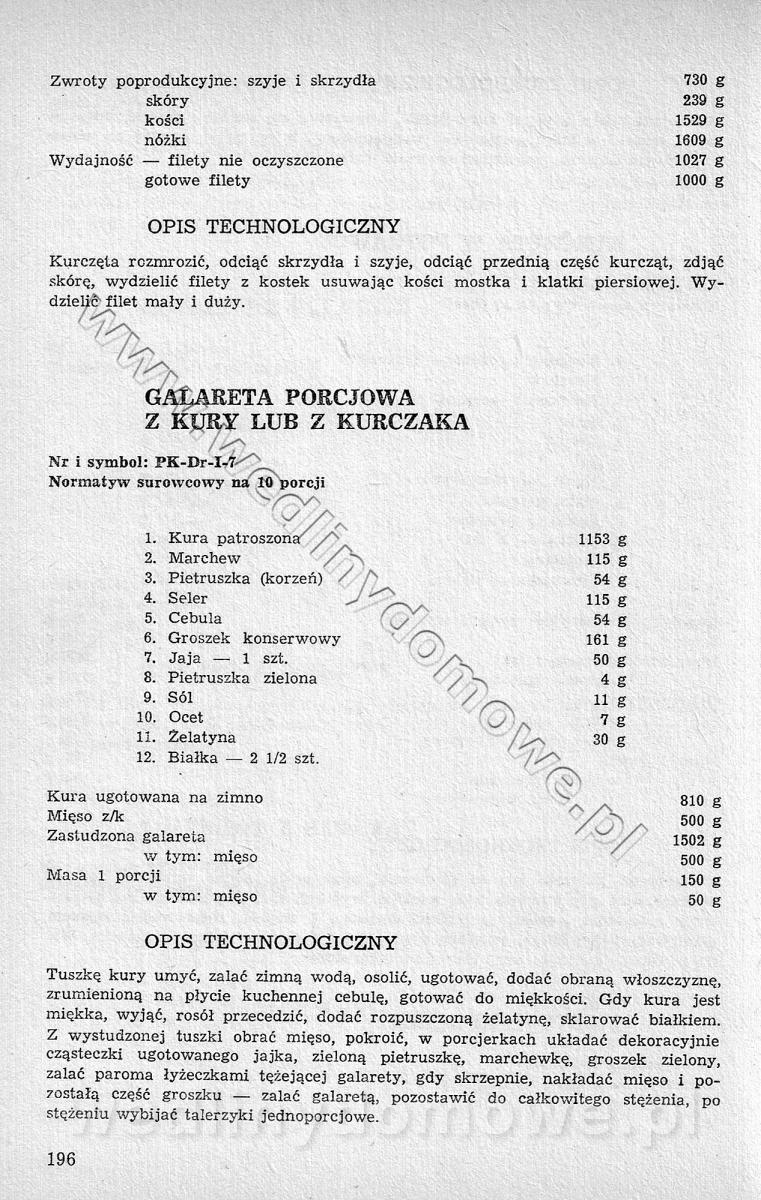 Zwroty poprodukcyjne: szyje i skrzydła 730 g
skóry 239 g
kości 1529 g
nóżki 1609 g
Wydajność — filety nie oczyszczone 1027 g
gotowe filety 1000 g
OPIS TECHNOLOGICZNY
Kurczęta rozmrozić, odciąć skrzydła i szyje, odciąć przednią część kurcząt, zdjąć
skórę, wydzielić filety z kostek usuwając kości mostka i klatki piersiowej. Wy-
dzielić filet mały i duży.
GALARETA PORCJOWA
Z KURY LUB Z KURCZAKA
Nr i symbol: PK-Dr-I-7
Normatyw surowcowy na 10 porcji
1. Kura patroszona 1153 g
2. Marchew 115 g
3. Pietruszka (korzeń) 54 g
4. Seler 115 g
5. Cebula 54 g
6. Groszek konserwowy 161 g
7. Jaja — 1 szt. 50 g
8. Pietruszka zielona 4 g
9. Sól 11 g
10. Ocet 7 g
11. Żelatyna 30 g
12. Białka — 2 1/2 szt.
Kura ugotowana na zimno 810 g
Mięso z/k 500 g
Zastudzona galareta 1502 g
w tym: mięso 500 g
Masa 1 porcji 150 g
w tym: mięso 50 g
OPIS TECHNOLOGICZNY
Tuszkę kury umyć, zalać zimną wodą, osolić, ugotować, dodać obraną włoszczyznę,
zrumienioną na płycie kuchennej cebulę, gotować do miękkości. Gdy kura jest
miękka, wyjąć, rosół przecedzić, dodać rozpuszczoną żelatynę, sklarować białkiem.
Z wystudzonej tuszki obrać mięso, pokroić, w porcjerkach układać dekoracyjnie
cząsteczki ugotowanego jajka, zieloną pietruszkę, marchewkę, groszek zielony,
zalać paroma łyżeczkami tężejącej galarety, gdy skrzepnie, nakładać mięso i po-
zostałą część groszku — zalać galaretą, pozostawić do całkowitego stężenia, po
stężeniu wybijać talerzyki jednoporcjowe.
196
www.wedlinydomowe.pl
wedlinydomowe.pl